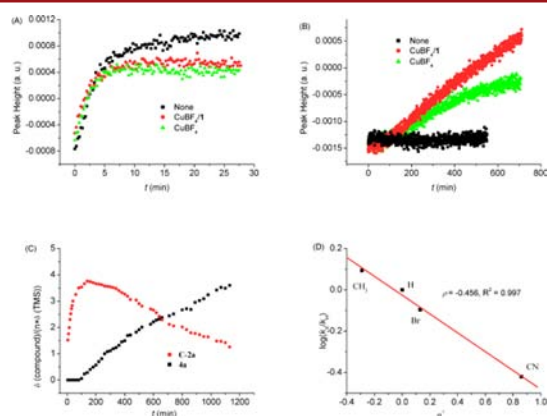 (A)
0.0012
0.0008
0.0004
0.0000
-0.0004
-0.0008
Peak Height (a. u.)
None
CuBF₄/1
CuBF₄
0 5 10 15 20 25 30
t (min)
(B)
0.0005
0.0000
-0.0005
-0.0010
-0.0015
Peak Height (a. u.)
None
CuBF₄/1
CuBF₄
0 200 400 600 800
t (min)
(C)
5
4
3
2
1
0
(compound)/(n× (TMS))
C-2a
4a
0 200 400 600 800 1000 1200
t (min)
(D)
0.2
0.0
-0.2
-0.4
CH₃
H
Br
CN
ρ = -0.456, R² = 0.997
-0.4 -0.2 0.0 0.2 0.4 0.6 0.8 1.0